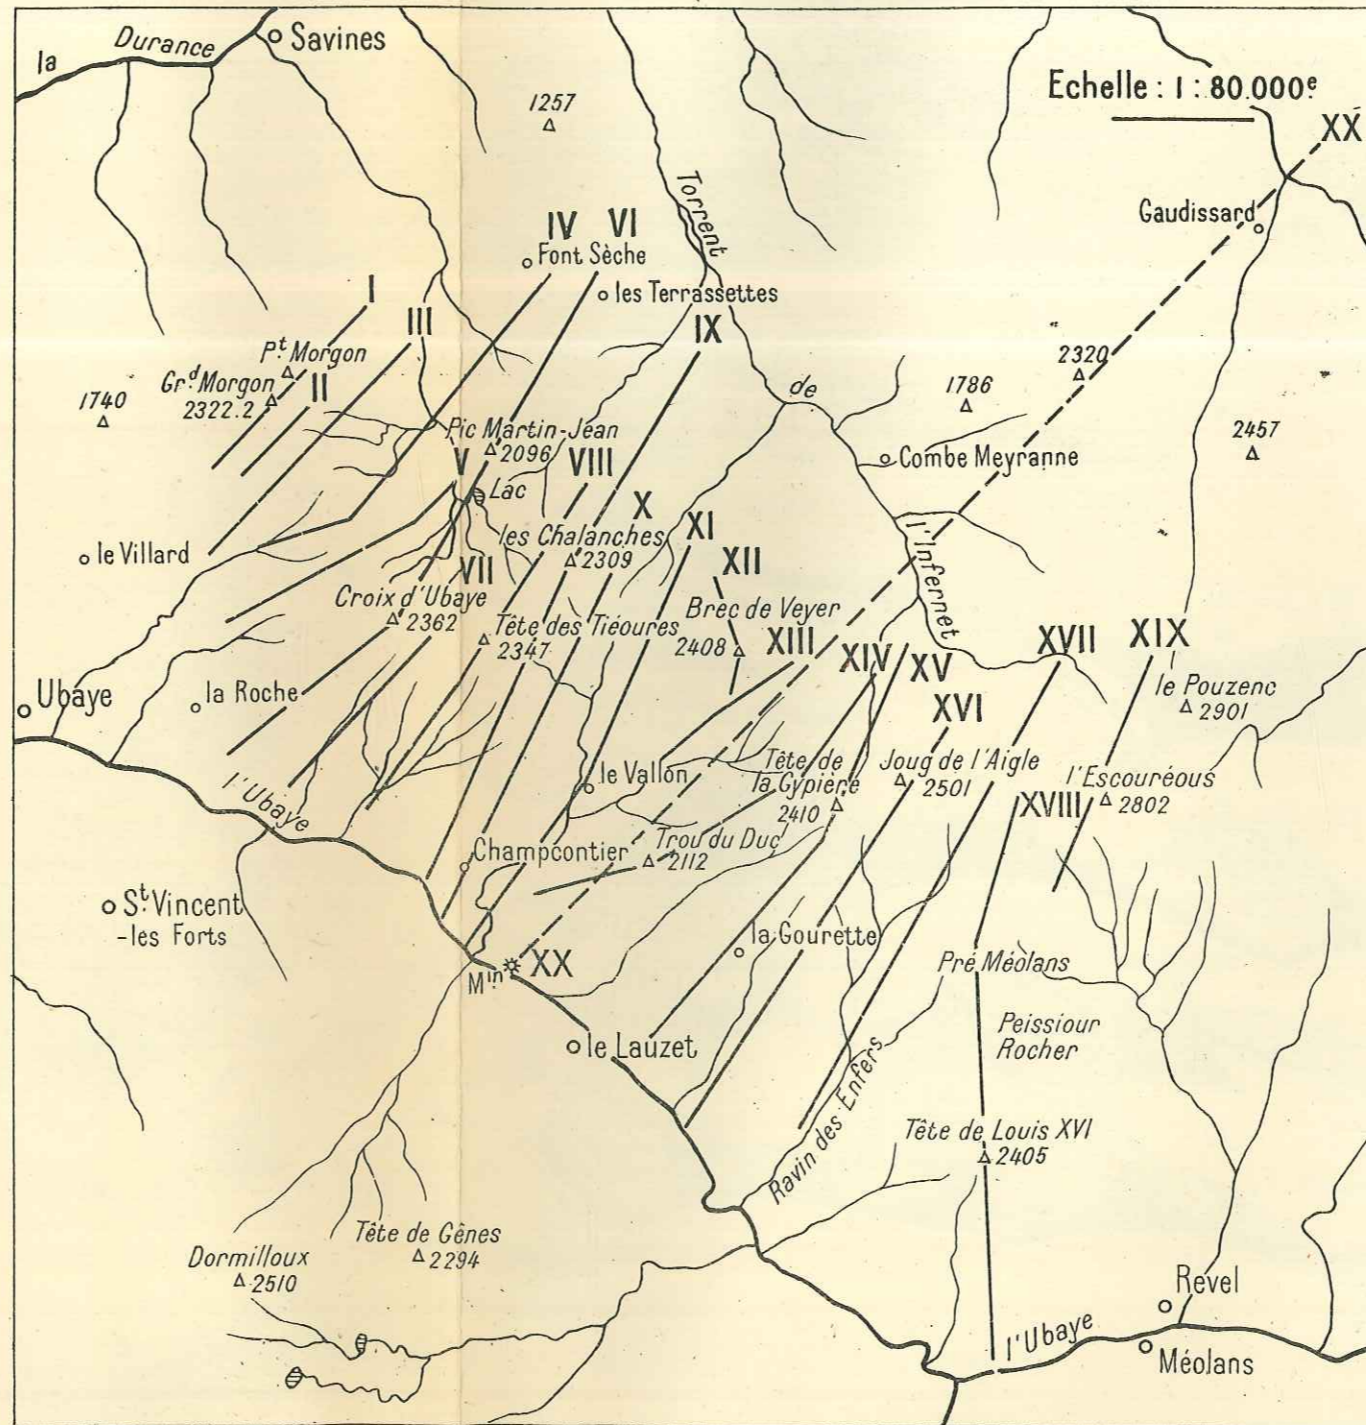 la Durance
Savines
Echelle : 1 : 80.000e
1257
XX
Torrent
Gaudissard
IV
VI
Font Sèche
les Terrassettes
I
III
IX
Pt Morgon
Grd Morgon
2322.2
II
1740
2320
de
1786
Pic Martin-Jean
2096
2457
V
VIII
Combe Meyranne
Lac
X
XI
les Chalanches
2309
l'Infernet
le Villard
XII
VII
Croix d'Ubaye
2362
Brec de Veyer
2408
Tête des Tiéoures
2347
XIII
XIV
XV
XVII
XIX
Ubaye
la Roche
le Pouzenc
2901
XVI
l'Ubaye
le Vallon
Tête de
la Gypière
2410
Joug de l'Aigle
2501
l'Escouréous
2802
XVIII
Champcontier
Trou du Duc
2112
St Vincent
-les Forts
la Gourette
Min
XX
Pré Méolans
le Lauzet
Peissiour
Rocher
Ravin des Enfers
Tête de Louis XVI
2405
Tête de Gênes
2294
Dormilloux
2510
Revel
l'Ubaye
Méolans